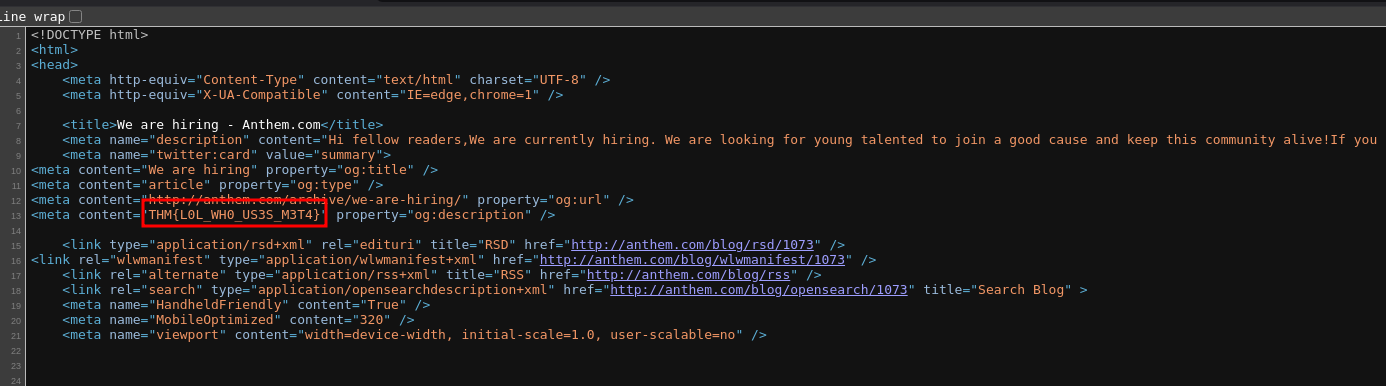 Line wrap
1 <!DOCTYPE html>
2 <html>
3 <head>
4 <meta http-equiv="Content-Type" content="text/html" charset="UTF-8" />
5 <meta http-equiv="X-UA-Compatible" content="IE=edge,chrome=1" />
6
7 <title>We are hiring - Anthem.com</title>
8 <meta name="description" content="Hi fellow readers,We are currently hiring. We are looking for young talented to join a good cause and keep this community alive!If you
9 <meta name="twitter:card" value="summary">
10 <meta content="We are hiring" property="og:title" />
11 <meta content="article" property="og:type" />
12 <meta content="http://anthem.com/archive/we-are-hiring/" property="og:url" />
13 <meta content="THM{L0L_WH0_US3S_M3T4}" property="og:description" />
14
15 <link type="application/rsd+xml" rel="edituri" title="RSD" href="http://anthem.com/blog/rsd/1073" />
16 <link rel="wlwmanifest" type="application/wlwmanifest+xml" href="http://anthem.com/blog/wlwmanifest/1073" />
17 <link rel="alternate" type="application/rss+xml" title="RSS" href="http://anthem.com/blog/rss" />
18 <link rel="search" type="application/opensearchdescription+xml" href="http://anthem.com/blog/opensearch/1073" title="Search Blog" >
19 <meta name="HandheldFriendly" content="True" />
20 <meta name="MobileOptimized" content="320" />
21 <meta name="viewport" content="width=device-width, initial-scale=1.0, user-scalable=no" />
22
23
24